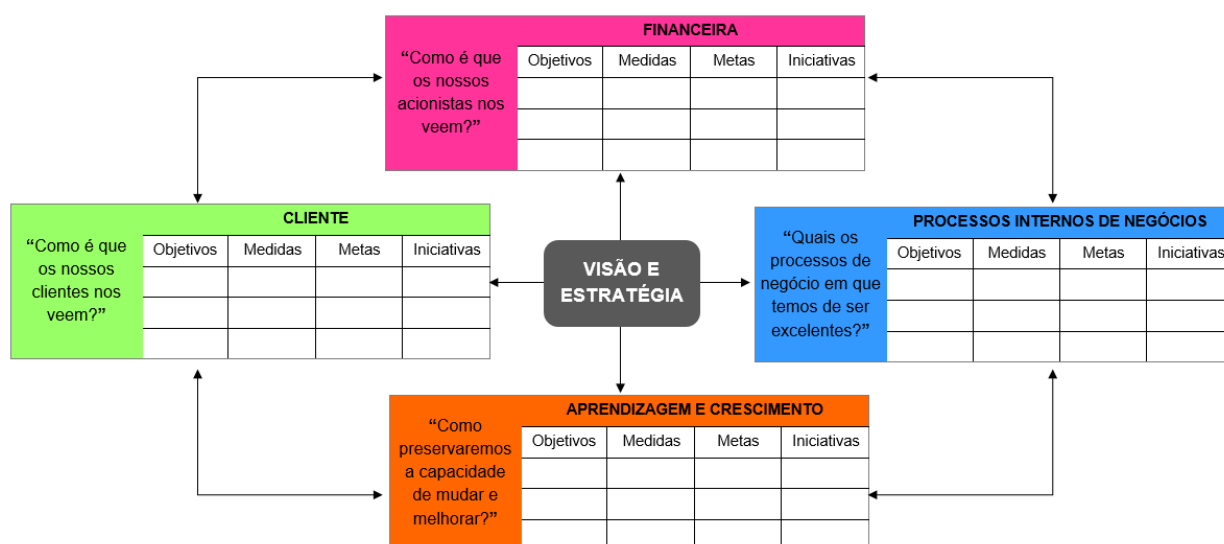 FINANCEIRA
“Como é que
os nossos
acionistas nos
veem?”
Objetivos Medidas Metas Iniciativas
CLIENTE
“Como é que
os nossos
clientes nos
veem?”
Objetivos Medidas Metas Iniciativas
VISÃO E
ESTRATÉGIA
PROCESSOS INTERNOS DE NEGÓCIOS
“Quais os
processos de
negócio em que
temos de ser
excelentes?”
Objetivos Medidas Metas Iniciativas
APRENDIZAGEM E CRESCIMENTO
“Como
preservaremos
a capacidade
de mudar e
melhorar?”
Objetivos Medidas Metas Iniciativas